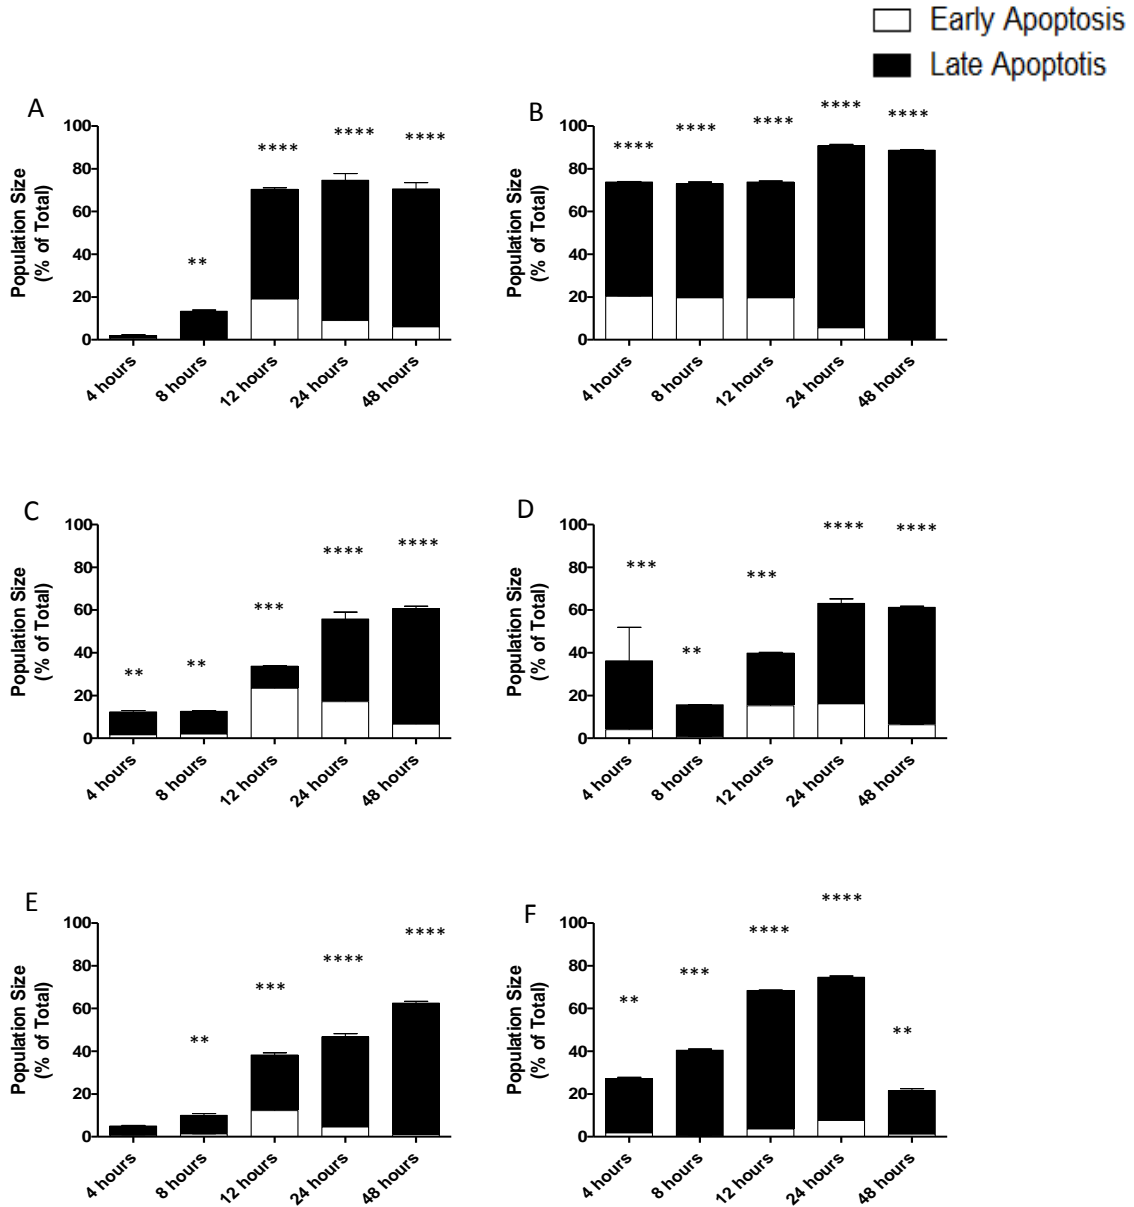 Early Apoptosis
Late Apoptotis
A
Population Size
(% of Total)
100
80
60
40
20
0
**
****
****
****
4 hours
8 hours
12 hours
24 hours
48 hours
B
Population Size
(% of Total)
100
80
60
40
20
0
****
****
****
****
****
4 hours
8 hours
12 hours
24 hours
48 hours
C
Population Size
(% of Total)
100
80
60
40
20
0
**
**
***
****
****
4 hours
8 hours
12 hours
24 hours
48 hours
D
Population Size
(% of Total)
100
80
60
40
20
0
***
**
***
****
****
4 hours
8 hours
12 hours
24 hours
48 hours
E
Population Size
(% of Total)
100
80
60
40
20
0
**
***
****
****
4 hours
8 hours
12 hours
24 hours
48 hours
F
Population Size
(% of Total)
100
80
60
40
20
0
**
***
****
****
**
4 hours
8 hours
12 hours
24 hours
48 hours